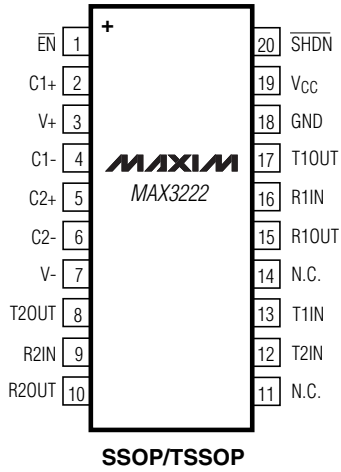 +
EN 1 20 SHDN
C1+ 2 19 VCC
V+ 3 18 GND
C1- 4 MAXIM 17 T1OUT
C2+ 5 MAX3222 16 R1IN
C2- 6 15 R1OUT
V- 7 14 N.C.
T2OUT 8 13 T1IN
R2IN 9 12 T2IN
R2OUT 10 11 N.C.
SSOP/TSSOP